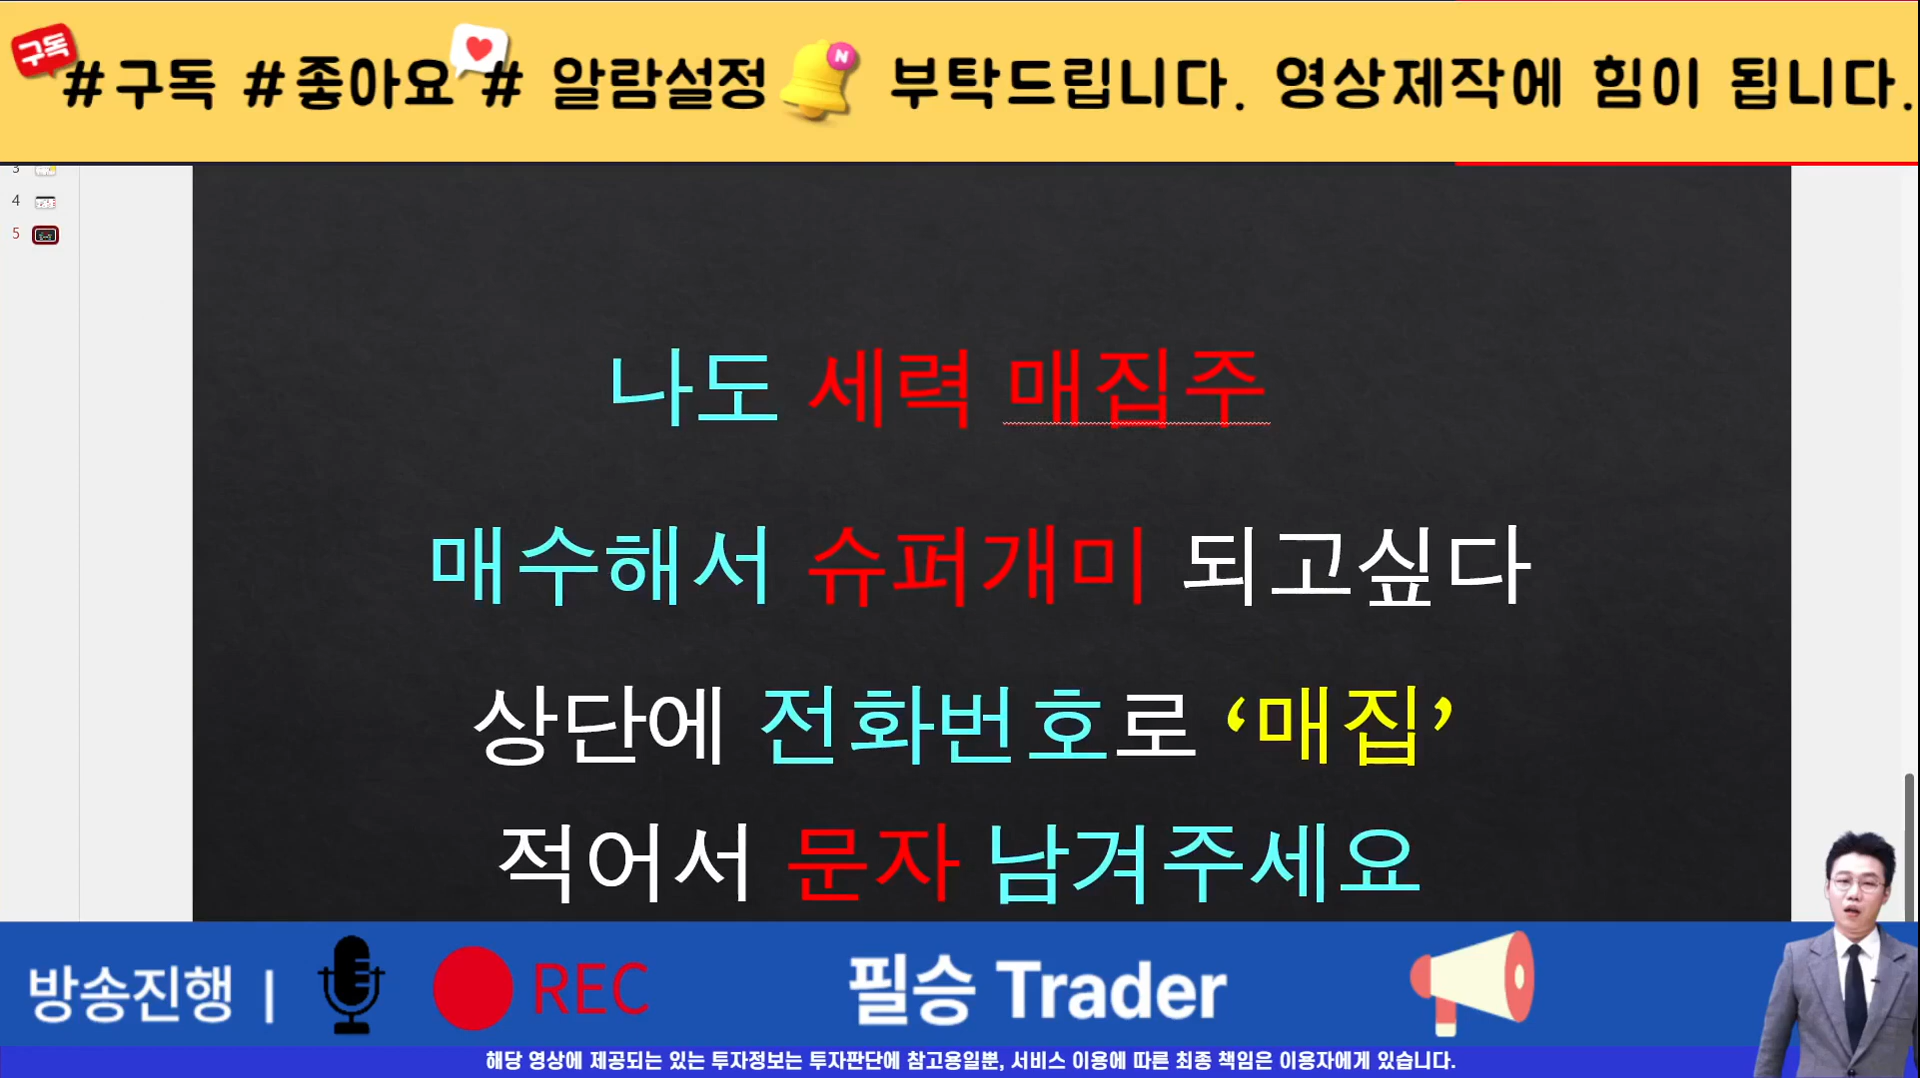 구독
#구독 #좋아요 # 알람설정 N 부탁드립니다. 영상제작에 힘이 됩니다.
3
4
5
나도 세력 매집주
매수해서 슈퍼개미 되고싶다
상단에 전화번호로 ‘매집’
적어서 문자 남겨주세요
방송진행 | REC 필승 Trader
해당 영상에 제공되는 있는 투자정보는 투자판단에 참고용일뿐, 서비스 이용에 따른 최종 책임은 이용자에게 있습니다.